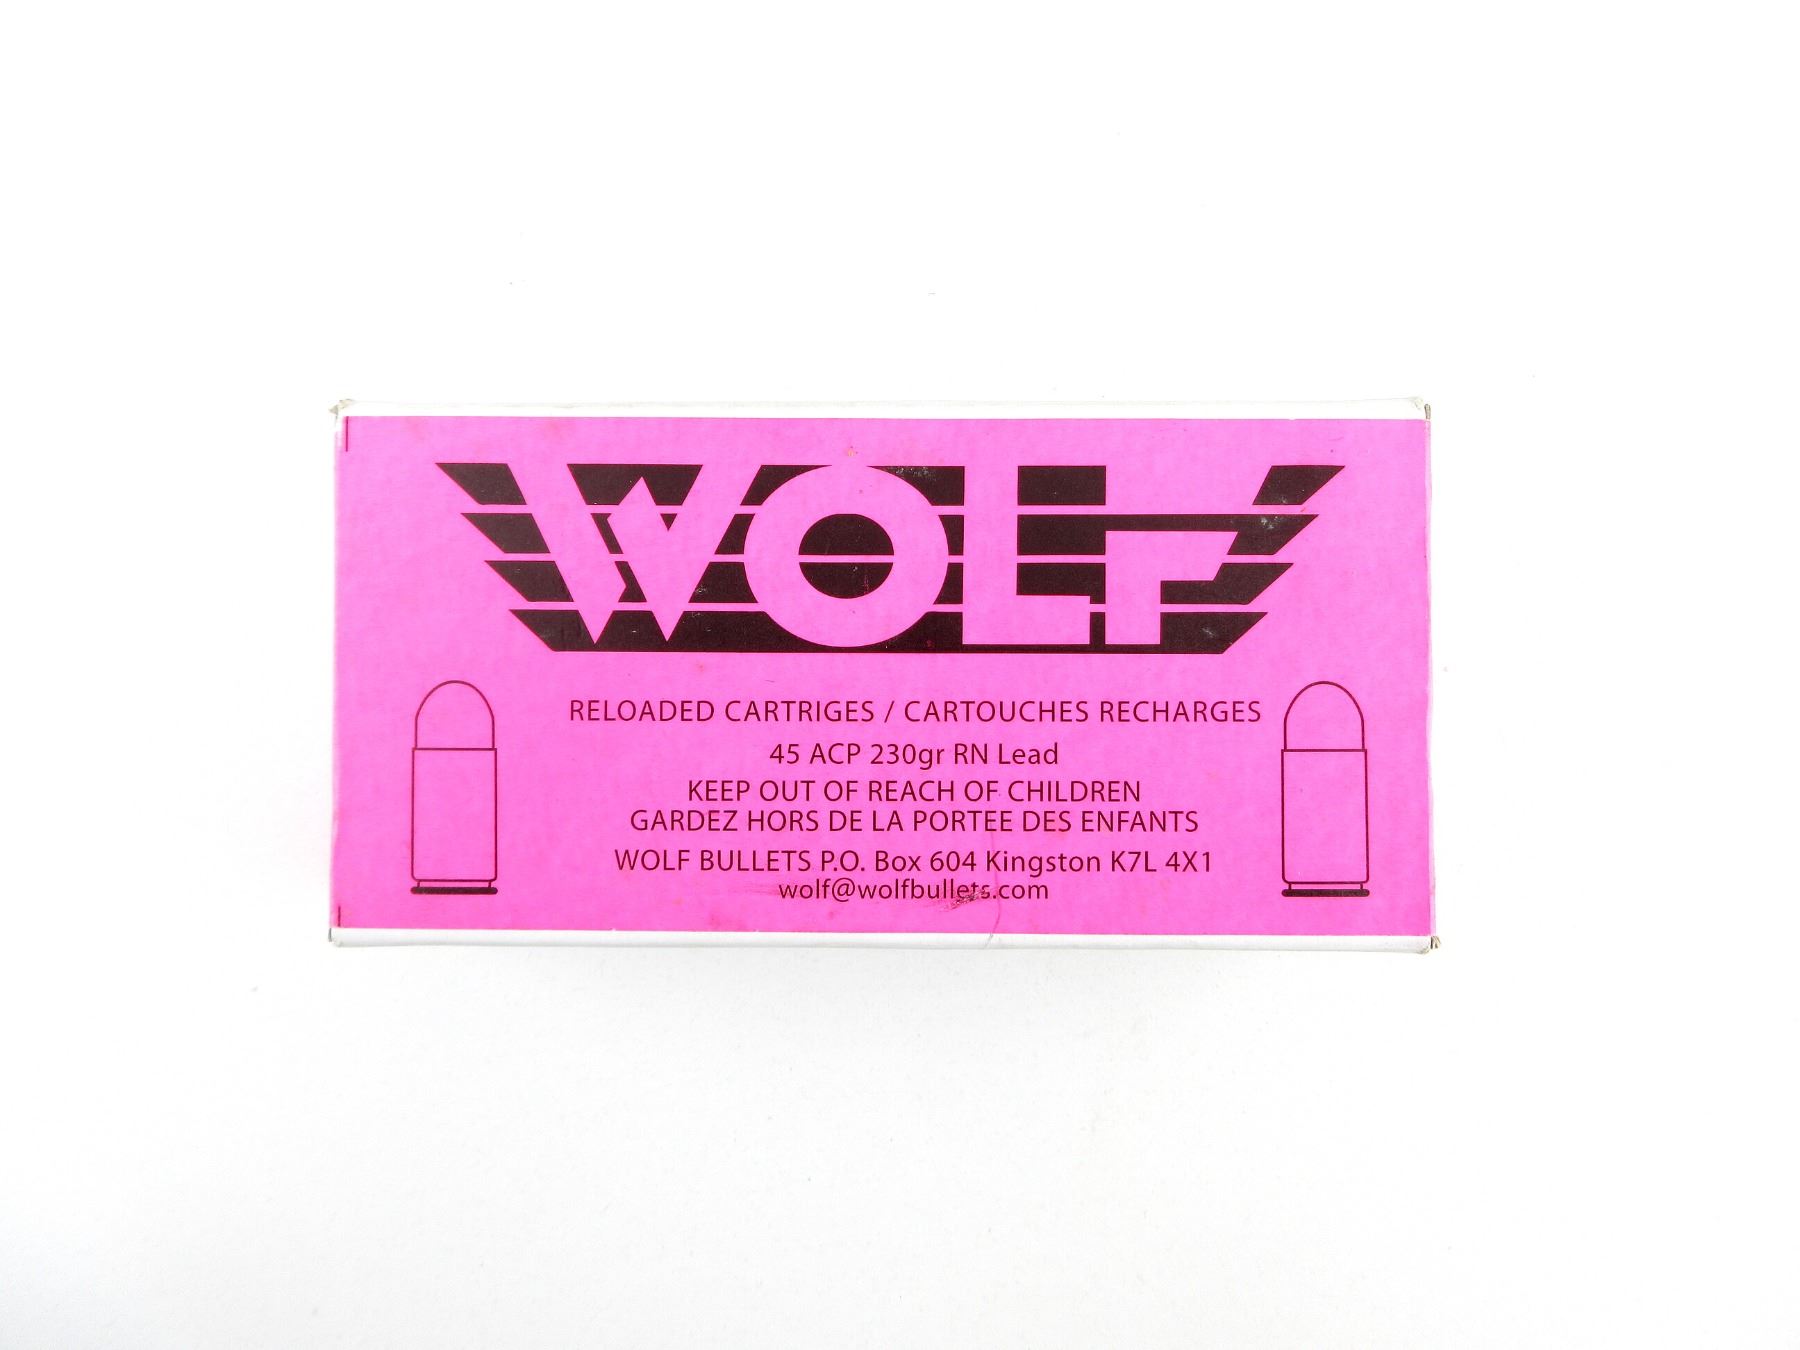 WOLF
RELOADED CARTRIGES / CARTOUCHES RECHARGES
45 ACP 230gr RN Lead
KEEP OUT OF REACH OF CHILDREN
GARDEZ HORS DE LA PORTEE DES ENFANTS
WOLF BULLETS P.O. Box 604 Kingston K7L 4X1
wolf@wolfbullets.com